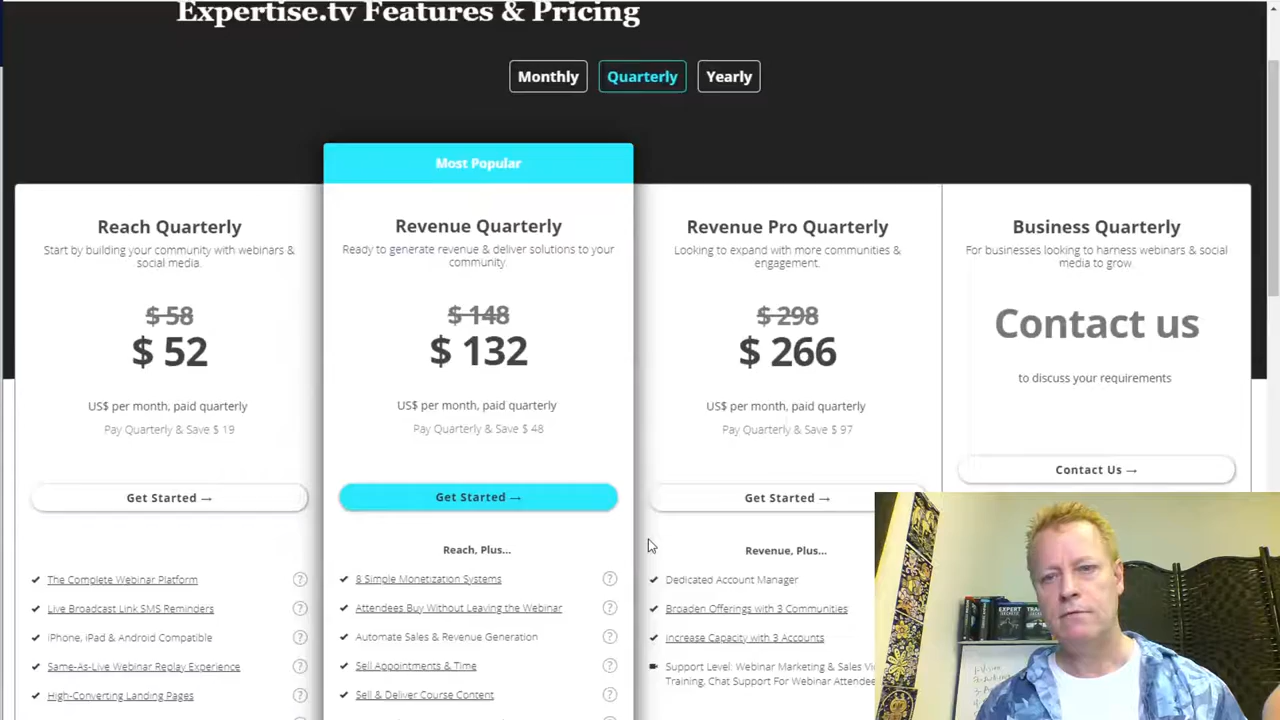 Expertise.tv Features & Pricing
Monthly
Quarterly
Yearly
Most Popular
Reach Quarterly
Start by building your community with webinars &
social media.
$ 58
$ 52
US$ per month, paid quarterly
Pay Quarterly & Save $ 19
Get Started →
✔ The Complete Webinar Platform ?
✔ Live Broadcast Link SMS Reminders ?
✔ iPhone, iPad & Android Compatible ?
✔ Same-As-Live Webinar Replay Experience ?
✔ High-Converting Landing Pages ?
Revenue Quarterly
Ready to generate revenue & deliver solutions to your
community.
$ 148
$ 132
US$ per month, paid quarterly
Pay Quarterly & Save $ 48
Get Started →
Reach, Plus...
✔ 8 Simple Monetization Systems ?
✔ Attendees Buy Without Leaving the Webinar ?
✔ Automate Sales & Revenue Generation ?
✔ Sell Appointments & Time ?
✔ Sell & Deliver Course Content ?
Revenue Pro Quarterly
Looking to expand with more communities &
engagement.
$ 298
$ 266
US$ per month, paid quarterly
Pay Quarterly & Save $ 97
Get Started →
Revenue, Plus...
✔ Dedicated Account Manager
✔ Broaden Offerings with 3 Communities
✔ Increase Capacity with 3 Accounts
Support Level: Webinar Marketing & Sales
Training, Chat Support For Webinar
Business Quarterly
For businesses looking to harness webinars & social
media to grow.
Contact us
to discuss your requirements
Contact Us →
EXPERT
SECRETS